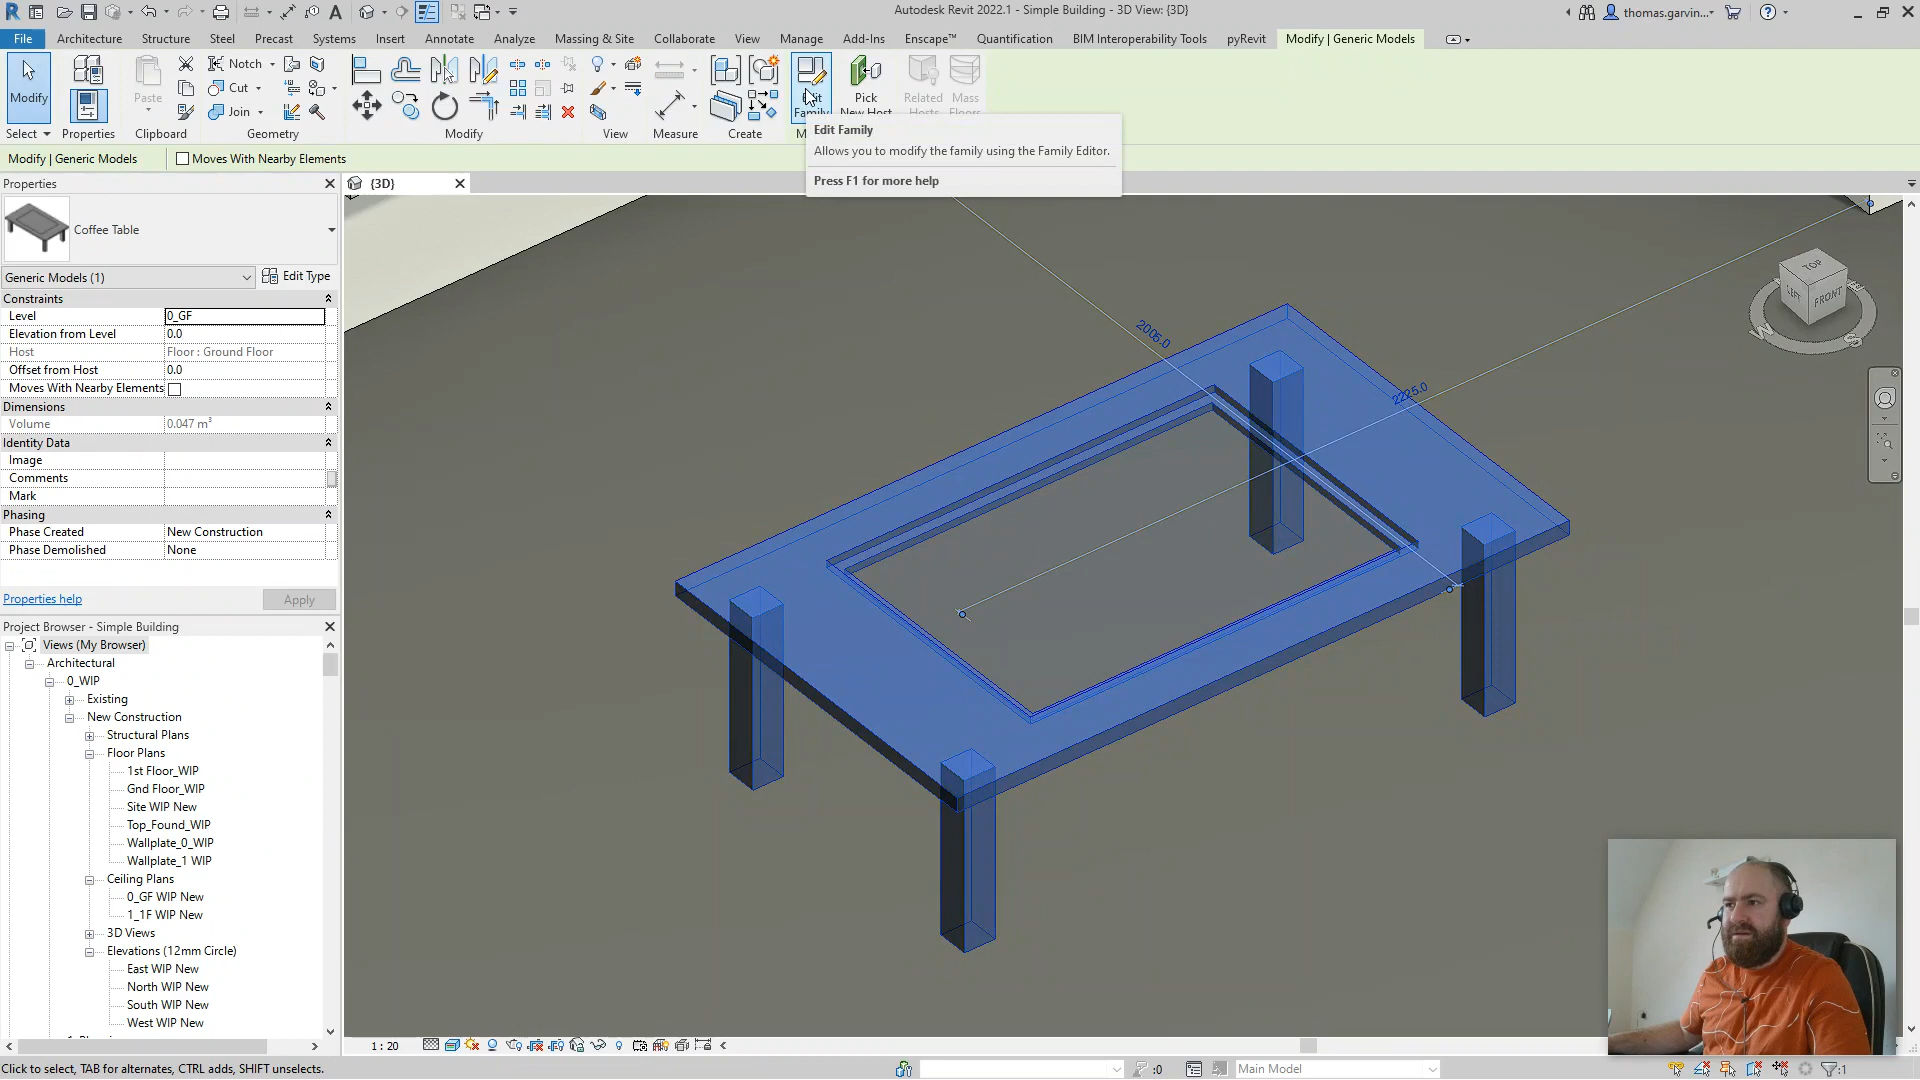 Autodesk Revit 2022.1 - Simple Building - 3D View: {3D}
thomas.garvin...
File Architecture Structure Steel Precast Systems Insert Annotate Analyze Massing & Site Collaborate View Manage Add-Ins Enscape™ Quantification BIM Interoperability Tools pyRevit Modify | Generic Models
Modify
Paste
Notch
Cut
Join
Edit
Family
Pick
New Host
Related
Hosts
Mass
Floors
Select Properties Clipboard Geometry Modify View Measure Create
Edit Family
Allows you to modify the family using the Family Editor.
Press F1 for more help
Modify | Generic Models Moves With Nearby Elements
Properties
{3D}
Coffee Table
Generic Models (1) Edit Type
Constraints
Level 0_GF
Elevation from Level 0.0
Host Floor : Ground Floor
Offset from Host 0.0
Moves With Nearby Elements
Dimensions
Volume 0.047 m³
Identity Data
Image
Comments
Mark
Phasing
Phase Created New Construction
Phase Demolished None
Properties help Apply
Project Browser - Simple Building
Views (My Browser)
Architectural
0_WIP
Existing
New Construction
Structural Plans
Floor Plans
1st Floor_WIP
Gnd Floor_WIP
Site WIP New
Top_Found_WIP
Wallplate_0_WIP
Wallplate_1 WIP
Ceiling Plans
0_GF WIP New
1_1F WIP New
3D Views
Elevations (12mm Circle)
East WIP New
North WIP New
South WIP New
West WIP New
2005.0
2225.0
TOP
LEFT
FRONT
W
S
1 : 20
Click to select, TAB for alternates, CTRL adds, SHIFT unselects.
:0
Main Model
:1